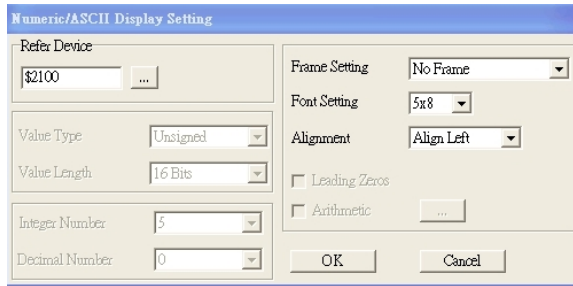 Numeric/ASCII Display Setting
Refer Device
$2100 ...
Value Type Unsigned
Value Length 16 Bits
Integer Number 5
Decimal Number 0
Frame Setting No Frame
Font Setting 5x8
Alignment Align Left
Leading Zeros
Arithmetic ...
OK Cancel